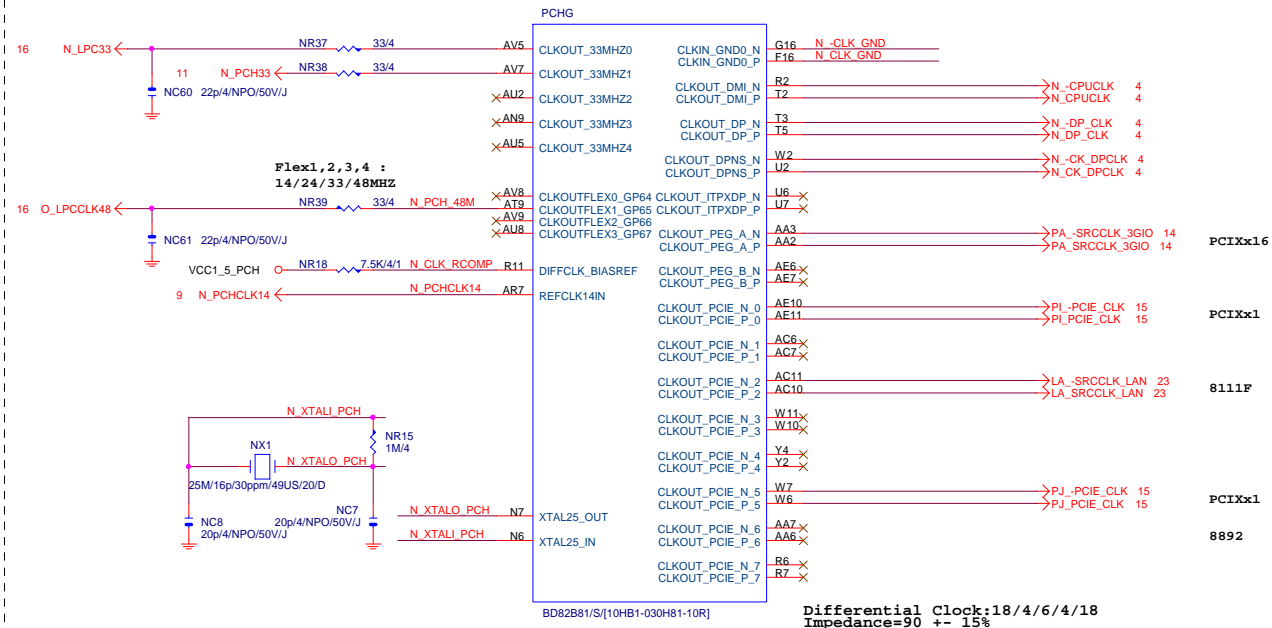 PCHG
16 N_LPC33 NR37 33/4 AV5 CLKOUT_33MHZ0
11 N_PCH33 NR38 33/4 AV7 CLKOUT_33MHZ1
NC60 22p/4/NPO/50V/J
AU2 CLKOUT_33MHZ2
AN9 CLKOUT_33MHZ3
AU5 CLKOUT_33MHZ4
Flex1,2,3,4 :
14/24/33/48MHZ
AV8 CLKOUTFLEX0_GP64
16 O_LPCCLK48 NR39 33/4 N_PCH_48M AT9 CLKOUTFLEX1_GP65
AV9 CLKOUTFLEX2_GP66
AU8 CLKOUTFLEX3_GP67
NC61 22p/4/NPO/50V/J
VCC1_5_PCH NR18 7.5K/4/1 N_CLK_RCOMP R11 DIFFCLK_BIASREF
9 N_PCHCLK14 N_PCHCLK14 AR7 REFCLK14IN
N_XTALI_PCH
NR15
1M/4
NX1
N_XTALO_PCH
25M/16p/30ppm/49US/20/D
NC8
20p/4/NPO/50V/J
NC7
20p/4/NPO/50V/J
N_XTALO_PCH N7 XTAL25_OUT
N_XTALI_PCH N6 XTAL25_IN
CLKIN_GND0_N G16 N_-CLK_GND
CLKIN_GND0_P F16 N_CLK_GND
CLKOUT_DMI_N R2 N_-CPUCLK 4
CLKOUT_DMI_P T2 N_CPUCLK 4
CLKOUT_DP_N T3 N_-DP_CLK 4
CLKOUT_DP_P T5 N_DP_CLK 4
CLKOUT_DPNS_N W2 N_-CK_DPCLK 4
CLKOUT_DPNS_P U2 N_CK_DPCLK 4
CLKOUT_ITPXDP_N U6
CLKOUT_ITPXDP_P U7
CLKOUT_PEG_A_N AA3 PA_-SRCCLK_3GIO 14
CLKOUT_PEG_A_P AA2 PA_SRCCLK_3GIO 14
PCIXx16
CLKOUT_PEG_B_N AE6
CLKOUT_PEG_B_P AE7
CLKOUT_PCIE_N_0 AE10 PI_-PCIE_CLK 15
CLKOUT_PCIE_P_0 AE11 PI_PCIE_CLK 15
PCIXx1
CLKOUT_PCIE_N_1 AC6
CLKOUT_PCIE_P_1 AC7
CLKOUT_PCIE_N_2 AC11 LA_-SRCCLK_LAN 23
CLKOUT_PCIE_P_2 AC10 LA_SRCCLK_LAN 23
8111F
CLKOUT_PCIE_N_3 W11
CLKOUT_PCIE_P_3 W10
CLKOUT_PCIE_N_4 Y4
CLKOUT_PCIE_P_4 Y2
CLKOUT_PCIE_N_5 W7 PJ_-PCIE_CLK 15
CLKOUT_PCIE_P_5 W6 PJ_PCIE_CLK 15
PCIXx1
CLKOUT_PCIE_N_6 AA7
CLKOUT_PCIE_P_6 AA6
8892
CLKOUT_PCIE_N_7 R6
CLKOUT_PCIE_P_7 R7
BD82B81/S/[10HB1-030H81-10R]
Differential Clock:18/4/6/4/18
Impedance=90 +- 15%